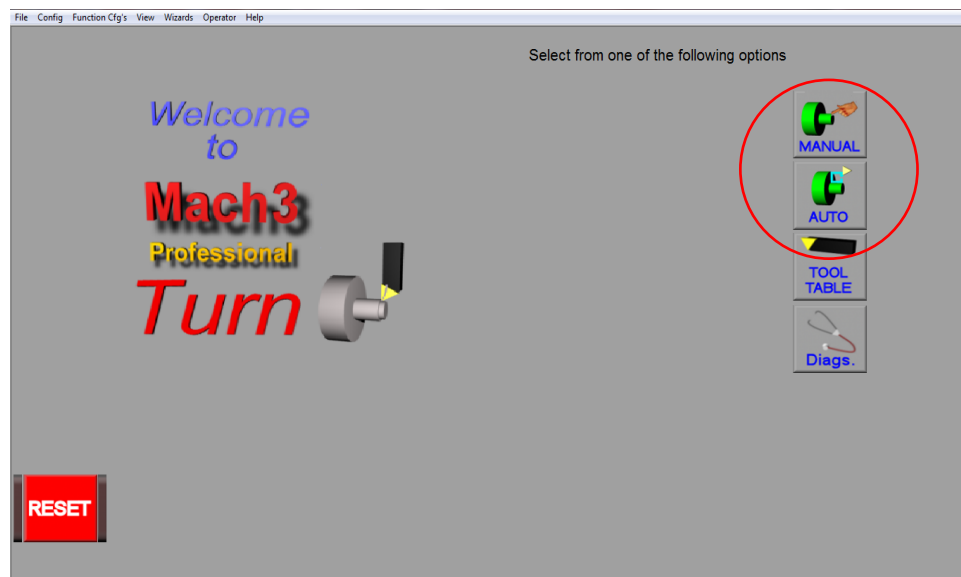 File Config Function Cfg's View Wizards Operator Help
Select from one of the following options
Welcome
to
Mach3
Professional
Turn
MANUAL
AUTO
TOOL
TABLE
Diags.
RESET